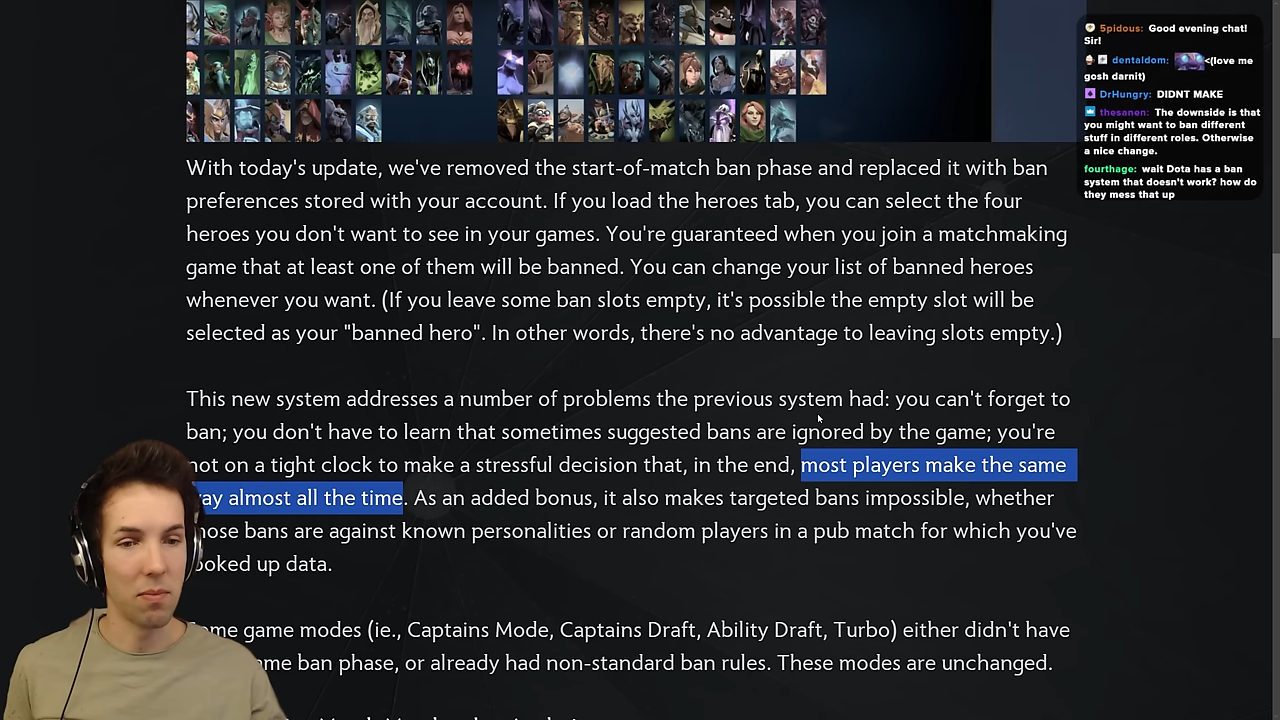 With today's update, we've removed the start-of-match ban phase and replaced it with ban
preferences stored with your account. If you load the heroes tab, you can select the four
heroes you don't want to see in your games. You're guaranteed when you join a matchmaking
game that at least one of them will be banned. You can change your list of banned heroes
whenever you want. (If you leave some ban slots empty, it's possible the empty slot will be
selected as your "banned hero". In other words, there's no advantage to leaving slots empty.)
This new system addresses a number of problems the previous system had: you can't forget to
ban; you don't have to learn that sometimes suggested bans are ignored by the game; you're
not on a tight clock to make a stressful decision that, in the end, most players make the same
way almost all the time. As an added bonus, it also makes targeted bans impossible, whether
those bans are against known personalities or random players in a pub match for which you've
looked up data.
Some game modes (ie., Captains Mode, Captains Draft, Ability Draft, Turbo) either didn't have
ame ban phase, or already had non-standard ban rules. These modes are unchanged.
5pidous: Good evening chat!
Sir!
dentaldom: <(love me
gosh darnit)
DrHungry: DIDNT MAKE
thesanen: The downside is that
you might want to ban different
stuff in different roles. Otherwise
a nice change.
fourthage: wait Dota has a ban
system that doesn't work? how do
they mess that up